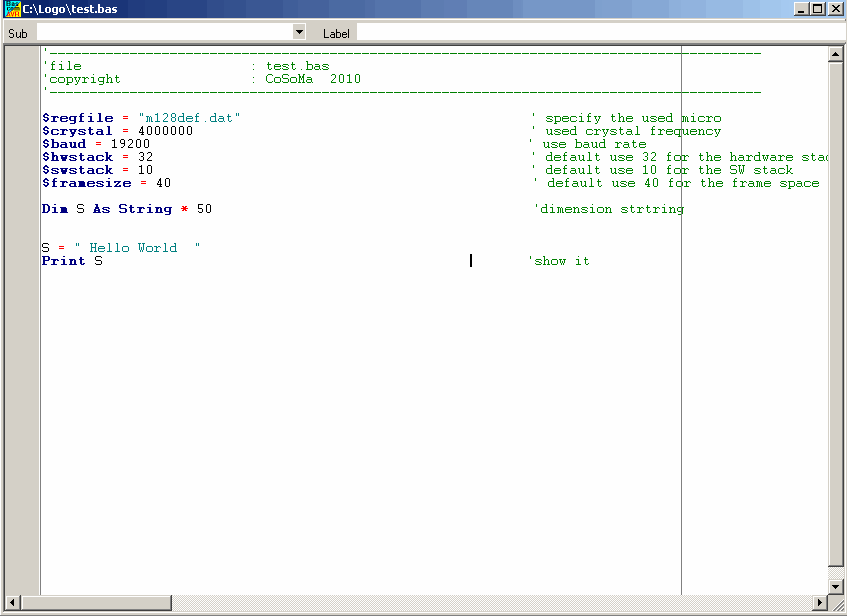 C:\Logo\test.bas
Sub Label
'file : test.bas
'copyright : CoSoMa 2010
$regfile = "m128def.dat" ' specify the used micro
$crystal = 4000000 ' used crystal frequency
$baud = 19200 ' use baud rate
$hwstack = 32 ' default use 32 for the hardware stac
$swstack = 10 ' default use 10 for the SW stack
$framesize = 40 ' default use 40 for the frame space
Dim S As String * 50 'dimension strtring
S = " Hello World "
Print S 'show it